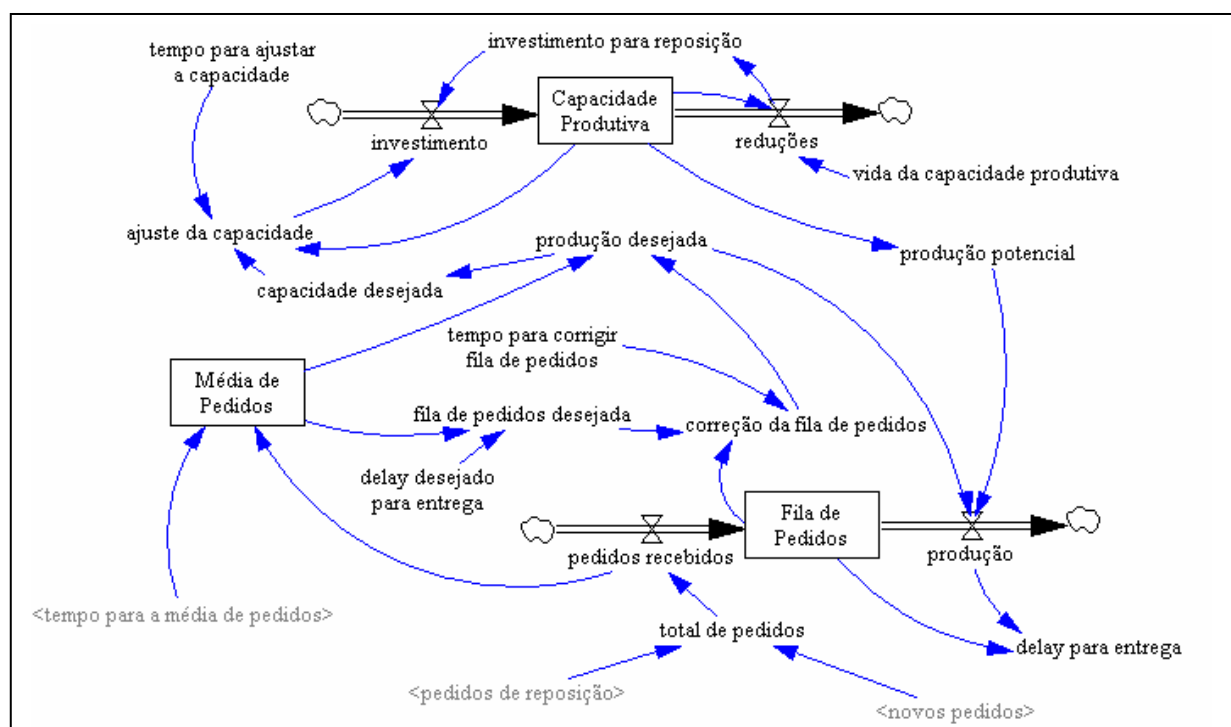 investimento para reposição
tempo para ajustar
a capacidade
Capacidade
Produtiva
investimento
reduções
vida da capacidade produtiva
ajuste da capacidade
produção desejada
produção potencial
capacidade desejada
tempo para corrigir
fila de pedidos
Média de
Pedidos
fila de pedidos desejada
correção da fila de pedidos
delay desejado
para entrega
Fila de
Pedidos
pedidos recebidos
produção
<tempo para a média de pedidos>
total de pedidos
delay para entrega
<pedidos de reposição>
<novos pedidos>